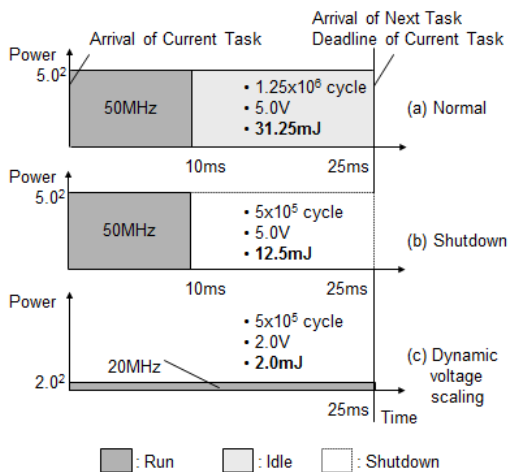 Arrival of Current Task
Arrival of Next Task
Deadline of Current Task
Power
5.0²
50MHz
• 1.25x10⁶ cycle
• 5.0V
• 31.25mJ
(a) Normal
10ms
25ms
Power
5.0²
50MHz
• 5x10⁵ cycle
• 5.0V
• 12.5mJ
(b) Shutdown
10ms
25ms
Power
• 5x10⁵ cycle
• 2.0V
• 2.0mJ
(c) Dynamic
voltage
scaling
20MHz
2.0²
25ms
Time
: Run
: Idle
: Shutdown